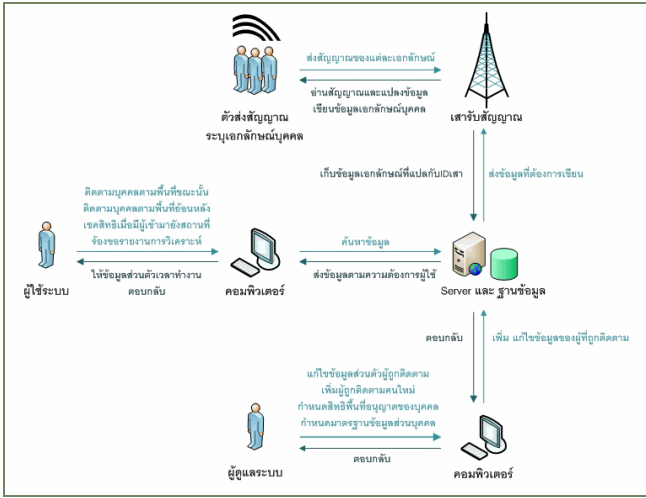 ส่งสัญญาณของแต่ละเอกลักษณ์
อ่านสัญญาณและแปลงข้อมูล
เขียนข้อมูลเอกลักษณ์บุคคล
ตัวส่งสัญญาณ
ระบุเอกลักษณ์บุคคล
เสารับสัญญาณ
เก็บข้อมูลเอกลักษณ์ที่แปลกับIDเสา
ส่งข้อมูลที่ต้องการเขียน
ติดตามบุคคลตามพื้นที่ขณะนั้น
ติดตามบุคคลตามพื้นที่ย้อนหลัง
เชคสิทธิเมื่อมีผู้เข้ามายังสถานที่
ร้องขอรายงานการวิเคราะห์
ให้ข้อมูลส่วนตัวเวลาทำงาน
ตอบกลับ
ผู้ใช้ระบบ
คอมพิวเตอร์
ค้นหาข้อมูล
ส่งข้อมูลตามความต้องการผู้ใช้
Server และ ฐานข้อมูล
ตอบกลับ
เพิ่ม แก้ไขข้อมูลของผู้ที่ถูกติดตาม
แก้ไขข้อมูลส่วนตัวผู้ถูกติดตาม
เพิ่มผู้ถูกติดตามคนใหม่
กำหนดสิทธิพื้นที่อนุญาตของบุคคล
กำหนดมาตรฐานข้อมูลส่วนบุคคล
ตอบกลับ
ผู้ดูแลระบบ
คอมพิวเตอร์